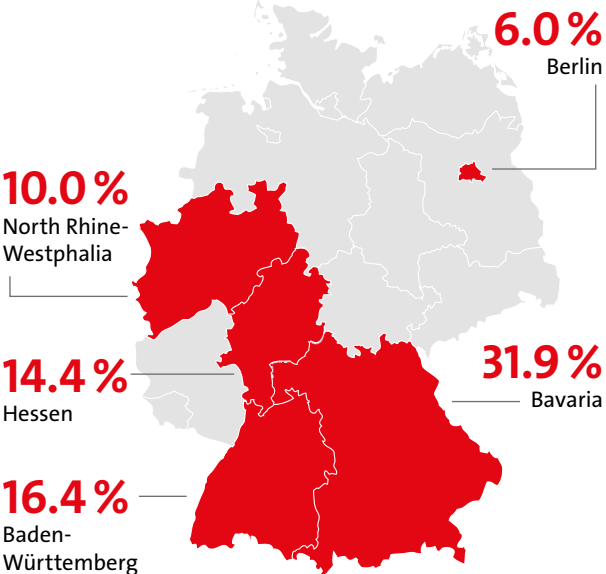 6.0 %
Berlin
10.0 %
North Rhine-
Westphalia
31.9 %
Bavaria
14.4 %
Hessen
16.4 %
Baden-
Württemberg